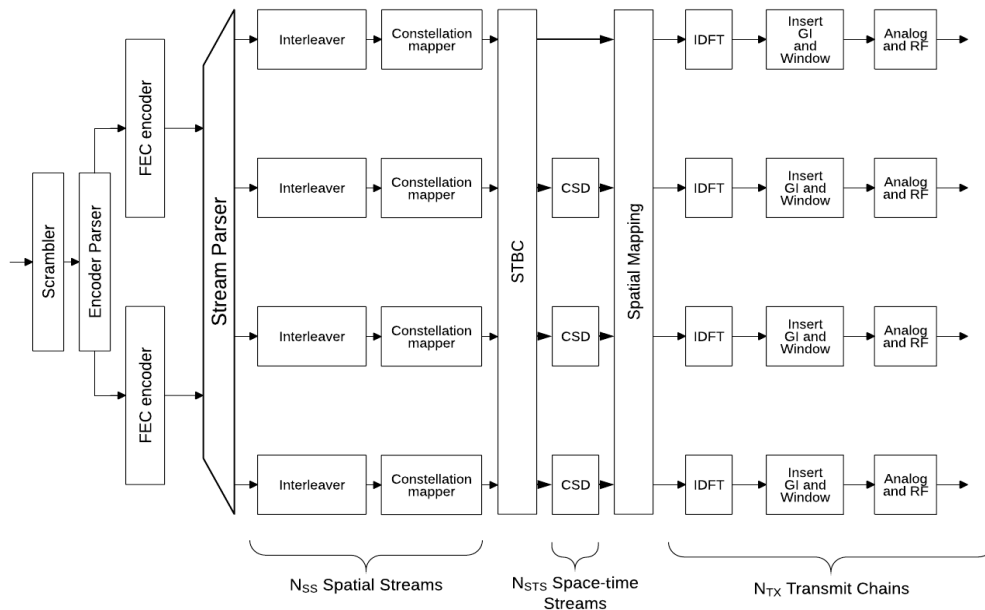 Scrambler
Encoder Parser
FEC encoder
FEC encoder
Stream Parser
Interleaver
Constellation
mapper
Interleaver
Constellation
mapper
Interleaver
Constellation
mapper
Interleaver
Constellation
mapper
STBC
CSD
CSD
CSD
Spatial Mapping
IDFT
Insert
GI
and
Window
Analog
and RF
IDFT
Insert
GI and
Window
Analog
and RF
IDFT
Insert
GI and
Window
Analog
and RF
IDFT
Insert
GI and
Window
Analog
and RF
NSS Spatial Streams
NSTS Space-time
Streams
NTX Transmit Chains